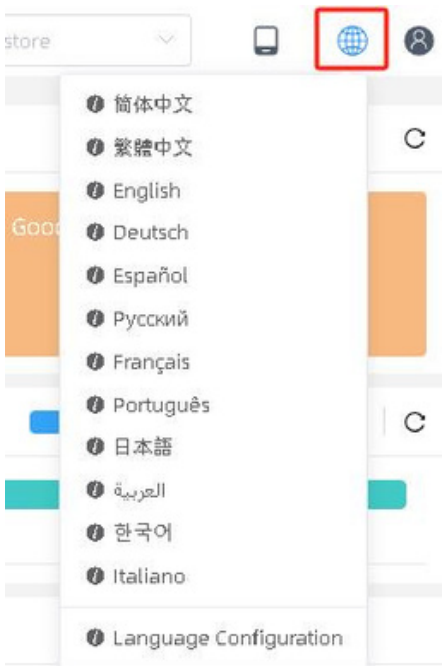 store
简体中文
繁體中文
English
Goo
Deutsch
Español
Русский
Français
Português
日本語
العربية
한국어
Italiano
Language Configuration